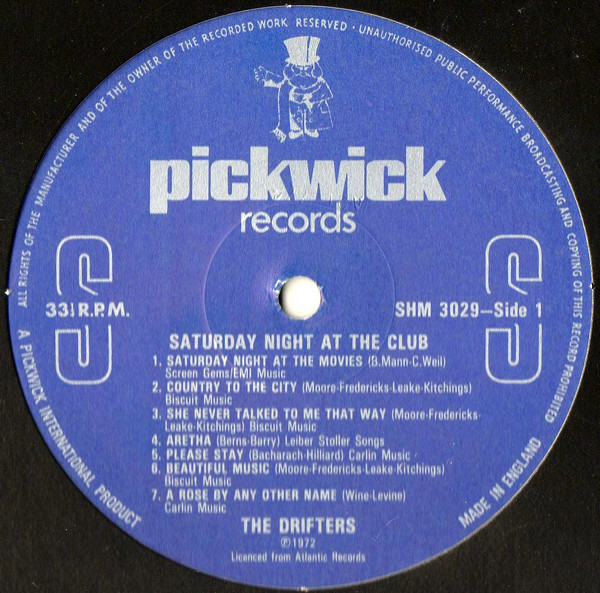 ALL RIGHTS OF THE MANUFACTURER AND OF THE OWNER OF THE RECORDED WORK RESERVED · UNAUTHORISED PUBLIC PERFORMANCE BROADCASTING AND COPYING OF THIS RECORD PROHIBITED
pickwick
records
33⅓ R.P.M.
SHM 3029–Side 1
SATURDAY NIGHT AT THE CLUB
1. SATURDAY NIGHT AT THE MOVIES (B.Mann-C.Weil)
Screen Gems/EMI Music
2. COUNTRY TO THE CITY (Moore-Fredericks-Leake-Kitchings)
Biscuit Music
3. SHE NEVER TALKED TO ME THAT WAY (Moore-Fredericks-
Leake-Kitchings) Biscuit Music
4. ARETHA (Berns-Barry) Leiber Stoller Songs
5. PLEASE STAY (Bacharach-Hilliard) Carlin Music
6. BEAUTIFUL MUSIC (Moore-Fredericks-Leake-Kitchings)
Biscuit Music
7. A ROSE BY ANY OTHER NAME (Wine-Levine)
Carlin Music
THE DRIFTERS
℗1972
Licenced from Atlantic Records
A PICKWICK INTERNATIONAL PRODUCT
MADE IN ENGLAND